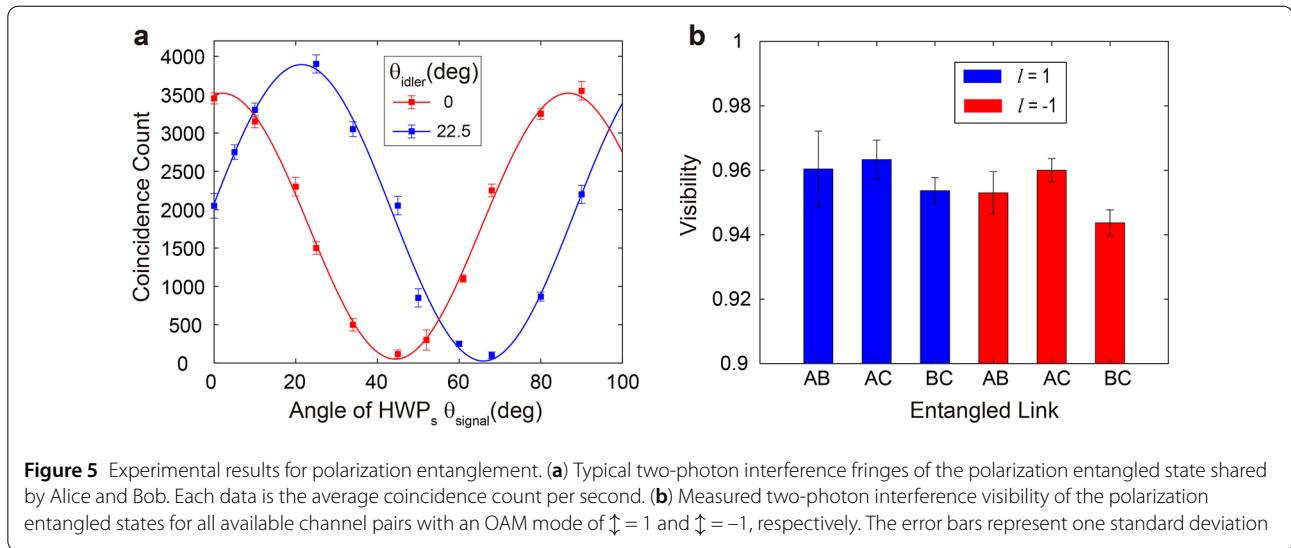 a
4000
3500
3000
2500
2000
1500
1000
500
0
Coincidence Count
θidler(deg)
0
22.5
0 20 40 60 80 100
Angle of HWPs θsignal(deg)
b
1
0.98
0.96
0.94
0.92
0.9
Visibility
l = 1
l = -1
AB AC BC AB AC BC
Entangled Link
Figure 5 Experimental results for polarization entanglement. (a) Typical two-photon interference fringes of the polarization entangled state shared
by Alice and Bob. Each data is the average coincidence count per second. (b) Measured two-photon interference visibility of the polarization
entangled states for all available channel pairs with an OAM mode of ↕ = 1 and ↕ = –1, respectively. The error bars represent one standard deviation